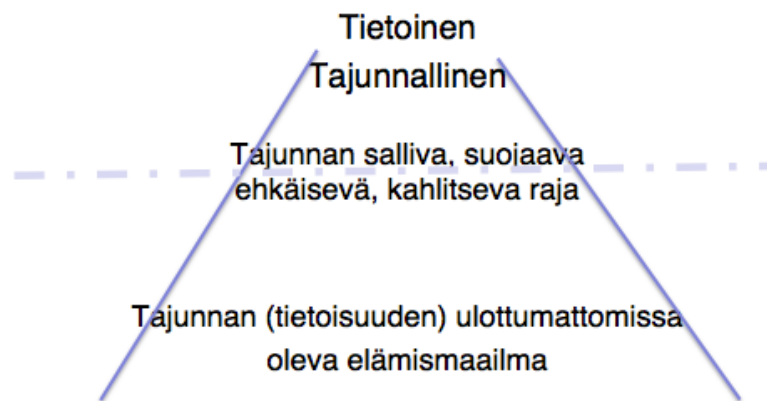 Tietoinen
Tajunnallinen
Tajunnan salliva, suojaava
ehkäisevä, kahlitseva raja
Tajunnan (tietoisuuden) ulottumattomissa
oleva elämismaailma